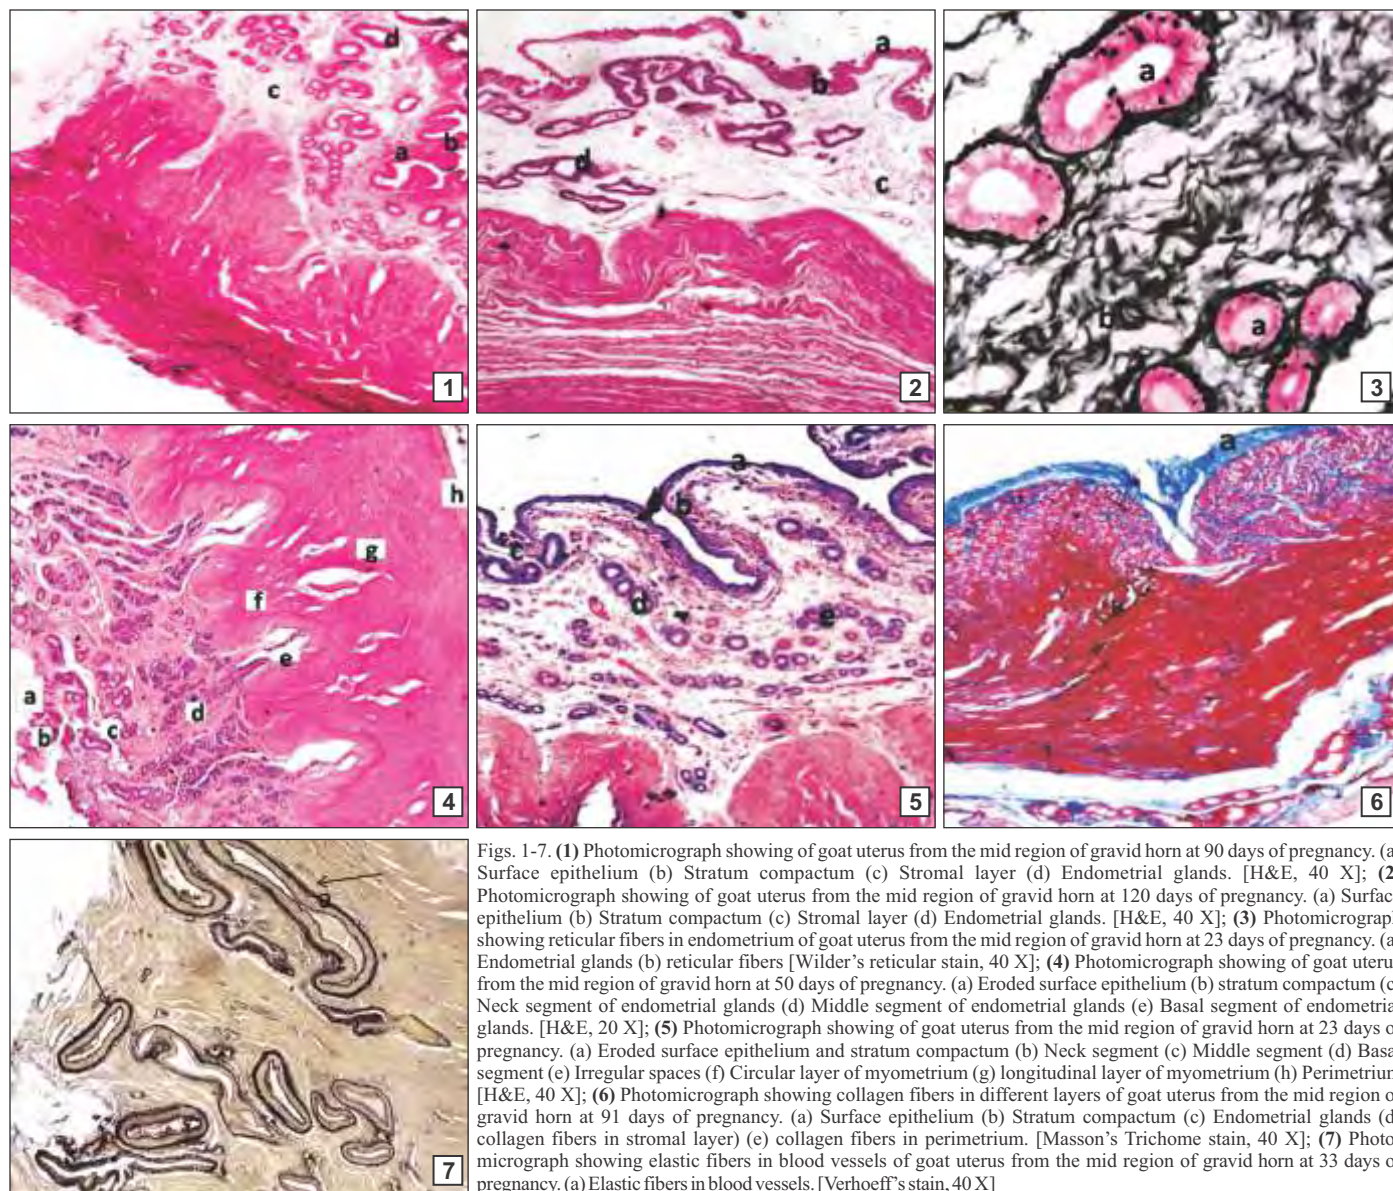 d
c
a
b
1
a
b
d
c
2
a
b
a
3
h
g
f
e
a
d
b
c
4
a
b
c
d
e
5
a
6
a
7
Figs. 1-7. (1) Photomicrograph showing of goat uterus from the mid region of gravid horn at 90 days of pregnancy. (a
Surface epithelium (b) Stratum compactum (c) Stromal layer (d) Endometrial glands. [H&E, 40 X]; (2
Photomicrograph showing of goat uterus from the mid region of gravid horn at 120 days of pregnancy. (a) Surfac
epithelium (b) Stratum compactum (c) Stromal layer (d) Endometrial glands. [H&E, 40 X]; (3) Photomicrograph
showing reticular fibers in endometrium of goat uterus from the mid region of gravid horn at 23 days of pregnancy. (a
Endometrial glands (b) reticular fibers [Wilder's reticular stain, 40 X]; (4) Photomicrograph showing of goat uteru
from the mid region of gravid horn at 50 days of pregnancy. (a) Eroded surface epithelium (b) stratum compactum (c
Neck segment of endometrial glands (d) Middle segment of endometrial glands (e) Basal segment of endometria
glands. [H&E, 20 X]; (5) Photomicrograph showing of goat uterus from the mid region of gravid horn at 23 days o
pregnancy. (a) Eroded surface epithelium and stratum compactum (b) Neck segment (c) Middle segment (d) Basa
segment (e) Irregular spaces (f) Circular layer of myometrium (g) longitudinal layer of myometrium (h) Perimetrium
[H&E, 40 X]; (6) Photomicrograph showing collagen fibers in different layers of goat uterus from the mid region o
gravid horn at 91 days of pregnancy. (a) Surface epithelium (b) Stratum compactum (c) Endometrial glands (d
collagen fibers in stromal layer) (e) collagen fibers in perimetrium. [Masson's Trichome stain, 40 X]; (7) Photo
micrograph showing elastic fibers in blood vessels of goat uterus from the mid region of gravid horn at 33 days o
pregnancy. (a) Elastic fibers in blood vessels. [Verhoeff's stain, 40 X]